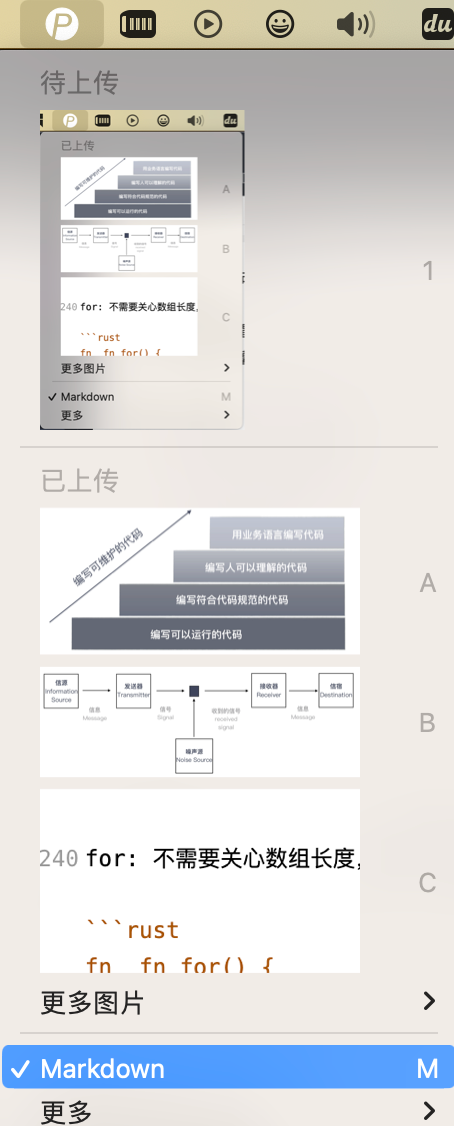 P
du
待上传
P
du
已上传
编写可维护的代码
用业务语言编写代码
编写人可以理解的代码
编写符合代码规范的代码
编写可以运行的代码
A
B
240 for: 不需要关心数组长度,
C
```rust
fn fn_for() {
更多图片
✓ Markdown M
更多
1
已上传
编写可维护的代码
用业务语言编写代码
编写人可以理解的代码
编写符合代码规范的代码
编写可以运行的代码
A
信源
Information
Source
信息
Message
发送器
Transmitter
信号
Signal
收到的信号
received
signal
接收器
Receiver
信息
Message
信宿
Destination
噪声源
Noise Source
B
240 for: 不需要关心数组长度,
C
```rust
fn fn for() {
更多图片
✓ Markdown M
更多